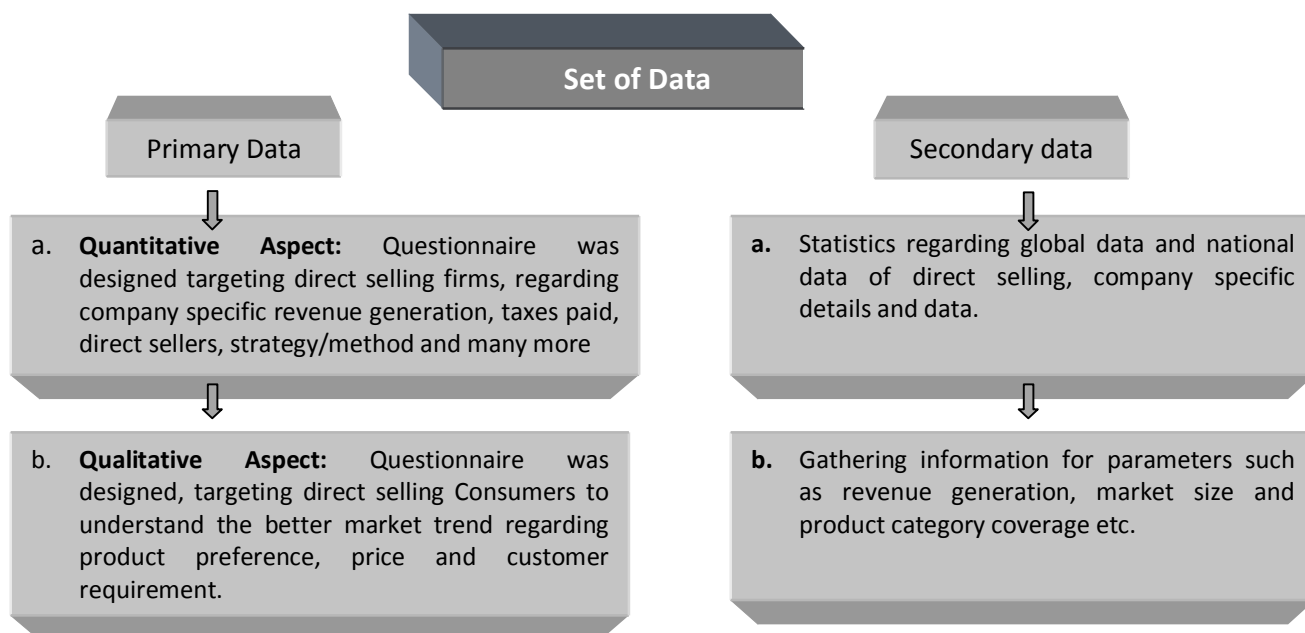 Set of Data
Primary Data
a. Quantitative Aspect: Questionnaire was
designed targeting direct selling firms, regarding
company specific revenue generation, taxes paid,
direct sellers, strategy/method and many more
b. Qualitative Aspect: Questionnaire was
designed, targeting direct selling Consumers to
understand the better market trend regarding
product preference, price and customer
requirement.
Secondary data
a. Statistics regarding global data and national
data of direct selling, company specific
details and data.
b. Gathering information for parameters such
as revenue generation, market size and
product category coverage etc.